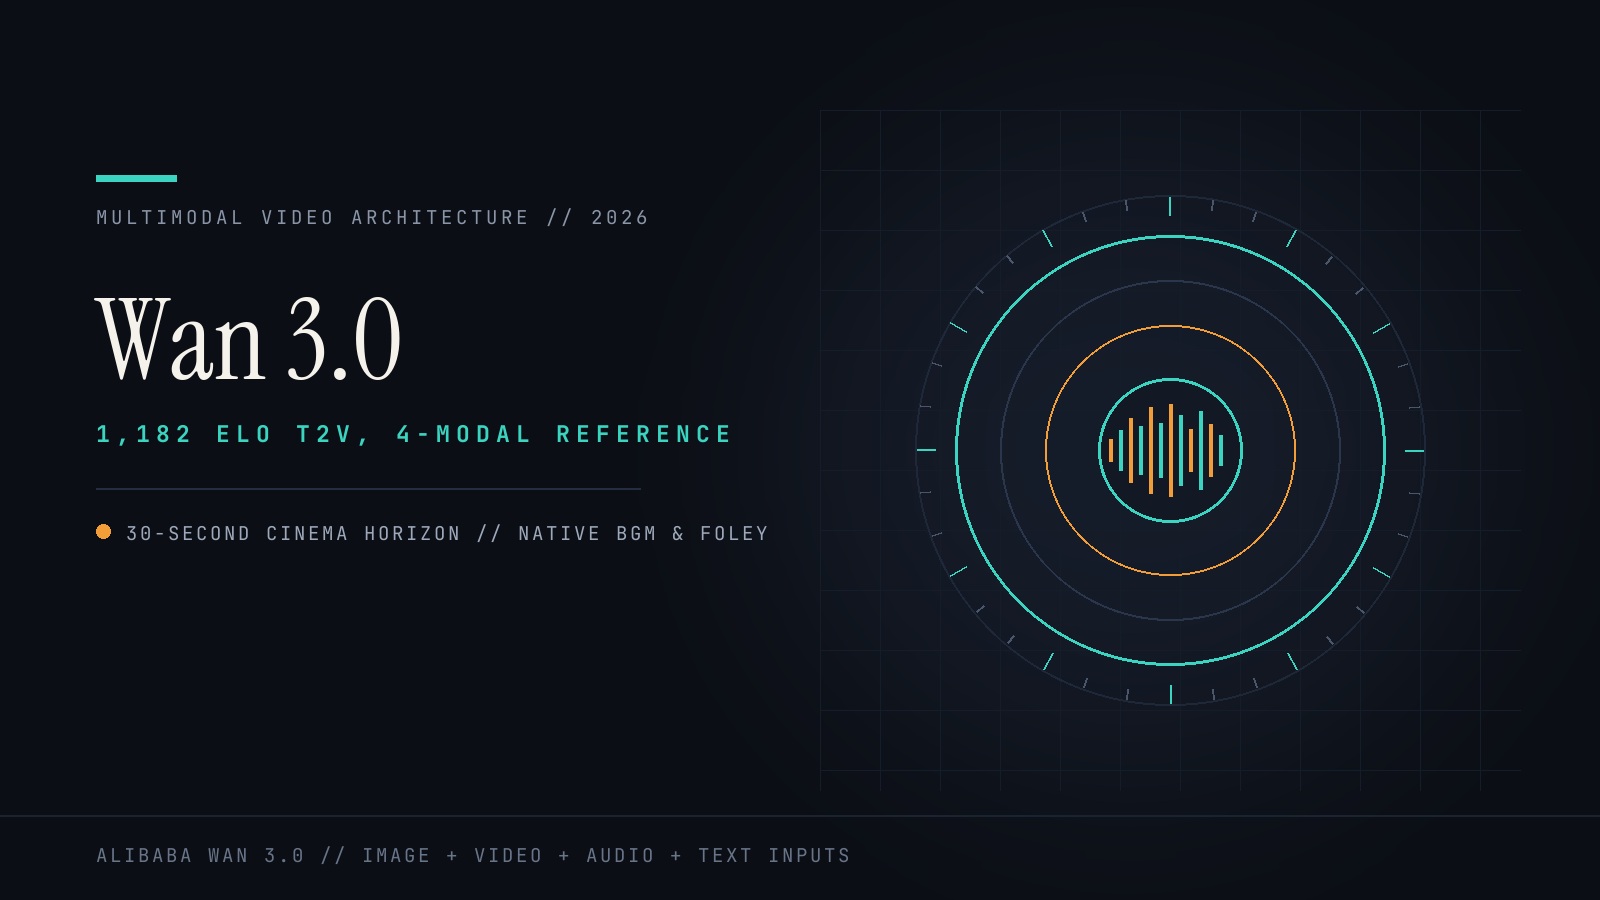 MULTIMODAL VIDEO ARCHITECTURE // 2026
Wan 3.0
1,182 ELO T2V, 4-MODAL REFERENCE
30-SECOND CINEMA HORIZON // NATIVE BGM & FOLEY
ALIBABA WAN 3.0 // IMAGE + VIDEO + AUDIO + TEXT INPUTS